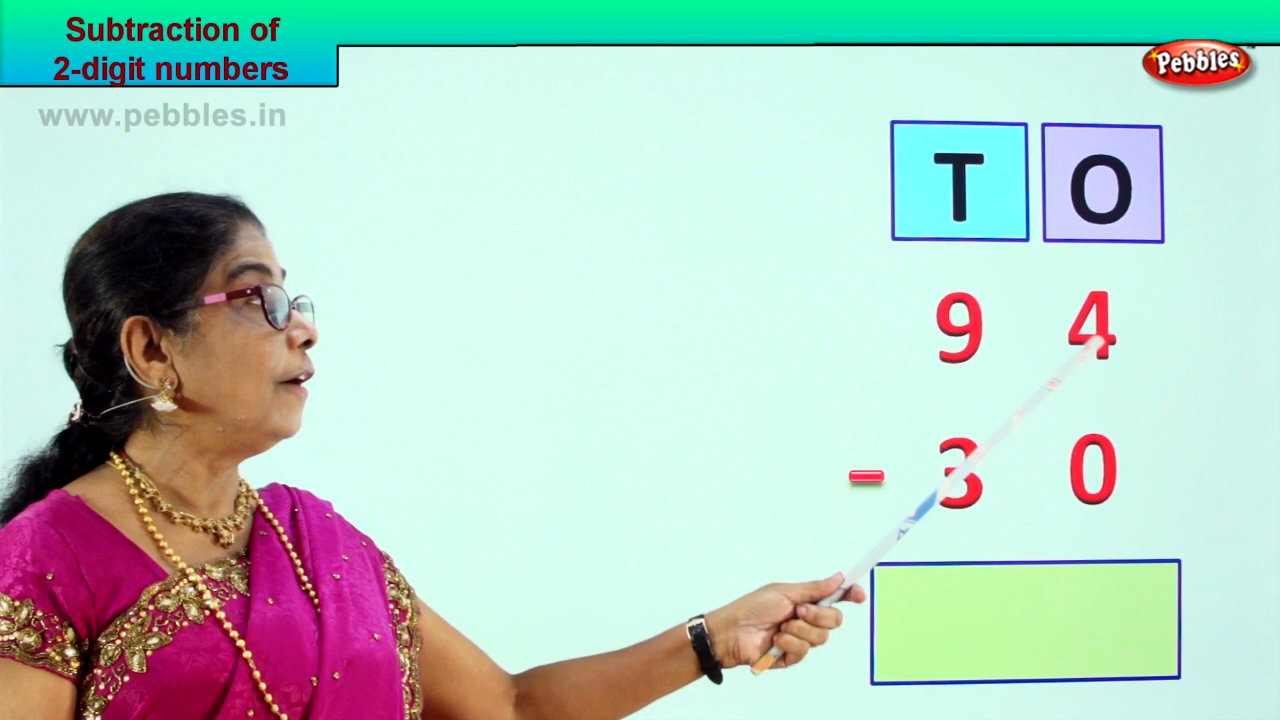 Subtraction of
2-digit numbers
Pebbles
www.pebbles.in
T O
9 4
- 3 0